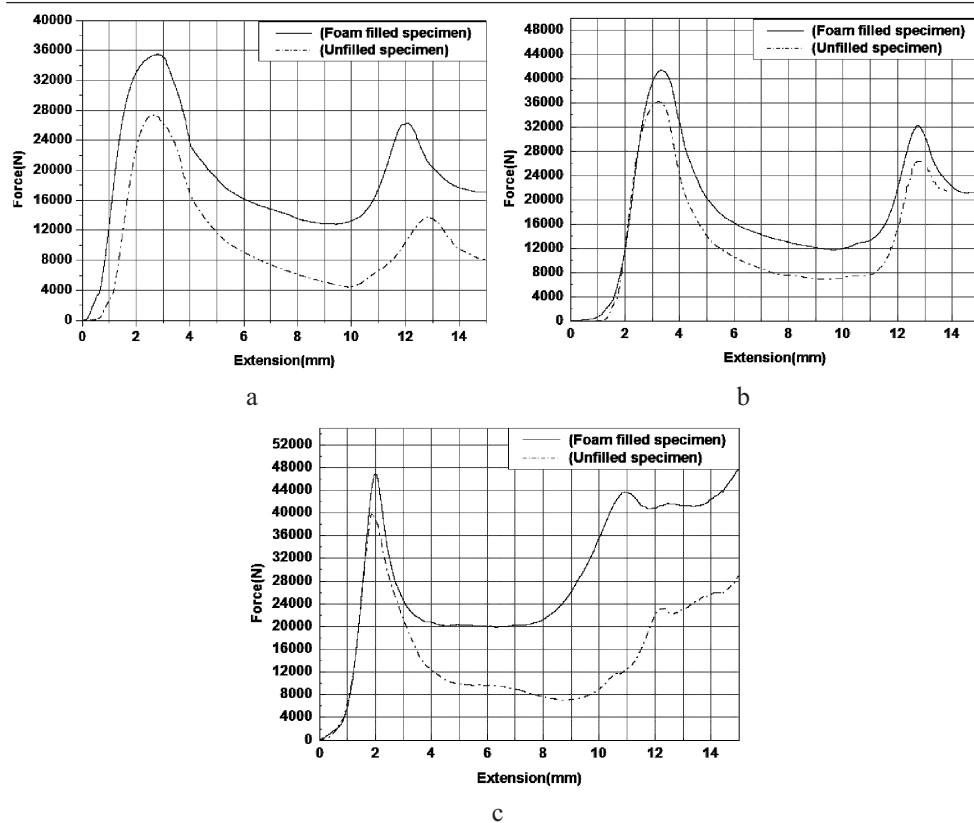 (Foam filled specimen)
(Unfilled specimen)
Force(N)
40000
36000
32000
28000
24000
20000
16000
12000
8000
4000
0
0 2 4 6 8 10 12 14
Extension(mm)
a
(Foam filled specimen)
(Unfilled specimen)
Force(N)
48000
44000
40000
36000
32000
28000
24000
20000
16000
12000
8000
4000
0
0 2 4 6 8 10 12 14
Extension(mm)
b
(Foam filled specimen)
(Unfilled specimen)
Force(N)
52000
48000
44000
40000
36000
32000
28000
24000
20000
16000
12000
8000
4000
0
0 2 4 6 8 10 12 14
Extension(mm)
c